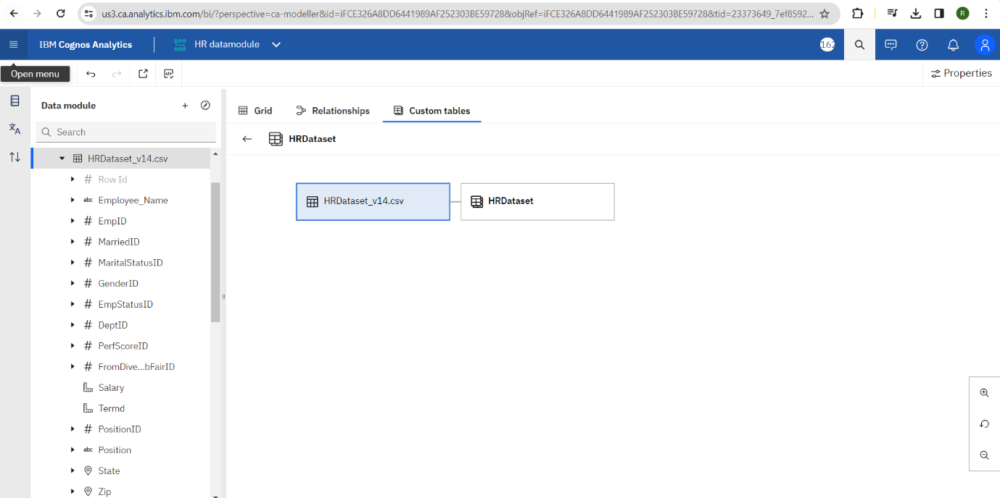 us3.ca.analytics.ibm.com/bi/?perspective=ca-modeller&id=iFCE326A8DD6441989AF252303BE59728&objRef=iFCE326A8DD6441989AF252303BE59728&tid=23373649_7ef8592...
R
IBM Cognos Analytics
HR datamodule
162
Open menu
Properties
Data module
Search
HRDataset_v14.csv
# Row Id
abc Employee_Name
# EmpID
# MarriedID
# MaritalStatusID
# GenderID
# EmpStatusID
# DeptID
# PerfScoreID
# FromDive...bFairID
Salary
Termd
# PositionID
abc Position
State
Zip
Grid
Relationships
Custom tables
HRDataset
HRDataset_v14.csv
HRDataset